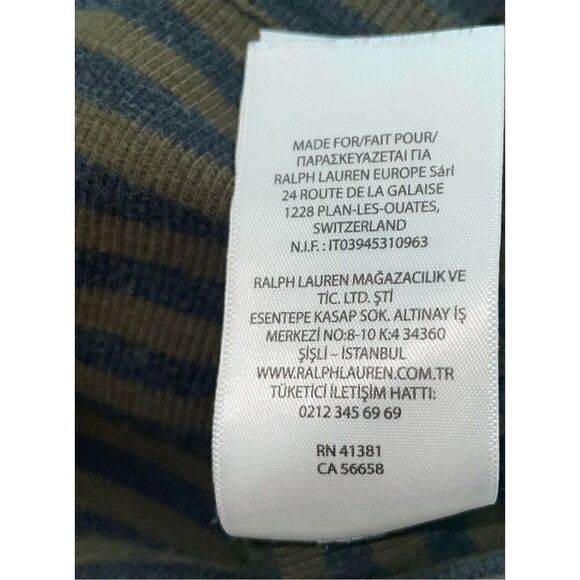 MADE FOR/FAIT POUR/
ΠΑΡΑΣΚΕΥΑΖΕΤΑΙ ΓΙΑ
RALPH LAUREN EUROPE Sárl
24 ROUTE DE LA GALAISE
1228 PLAN-LES-OUATES,
SWITZERLAND
N.I.F. : IT03945310963
RALPH LAUREN MAĞAZACILIK VE
TİC. LTD. ŞTİ
ESENTEPE KASAP SOK. ALTINAY İŞ
MERKEZİ NO:8-10 K:4 34360
ŞİŞLİ – İSTANBUL
WWW.RALPHLAUREN.COM.TR
TÜKETİCİ İLETİŞİM HATTI:
0212 345 69 69
RN 41381
CA 56658